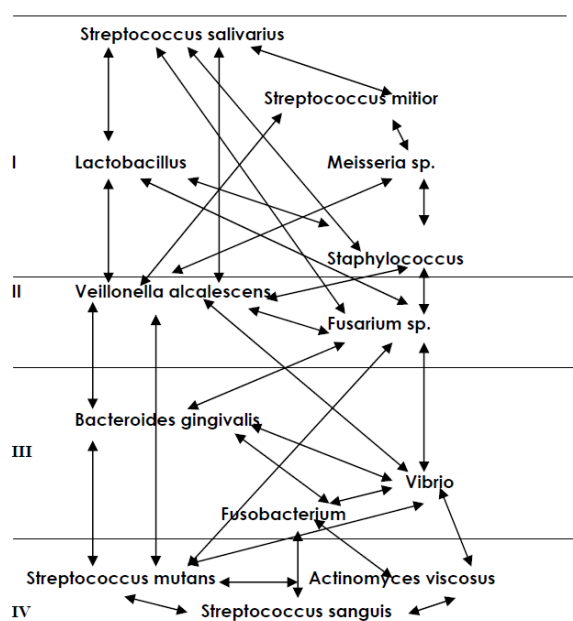 Streptococcus salivarius
Streptococcus mitior
I
Lactobacillus
Meisseria sp.
Staphylococcus
II
Veillonella alcalescens
Fusarium sp.
Bacteroides gingivalis
III
Vibrio
Fusobacterium
Streptococcus mutans
Actinomyces viscosus
IV
Streptococcus sanguis